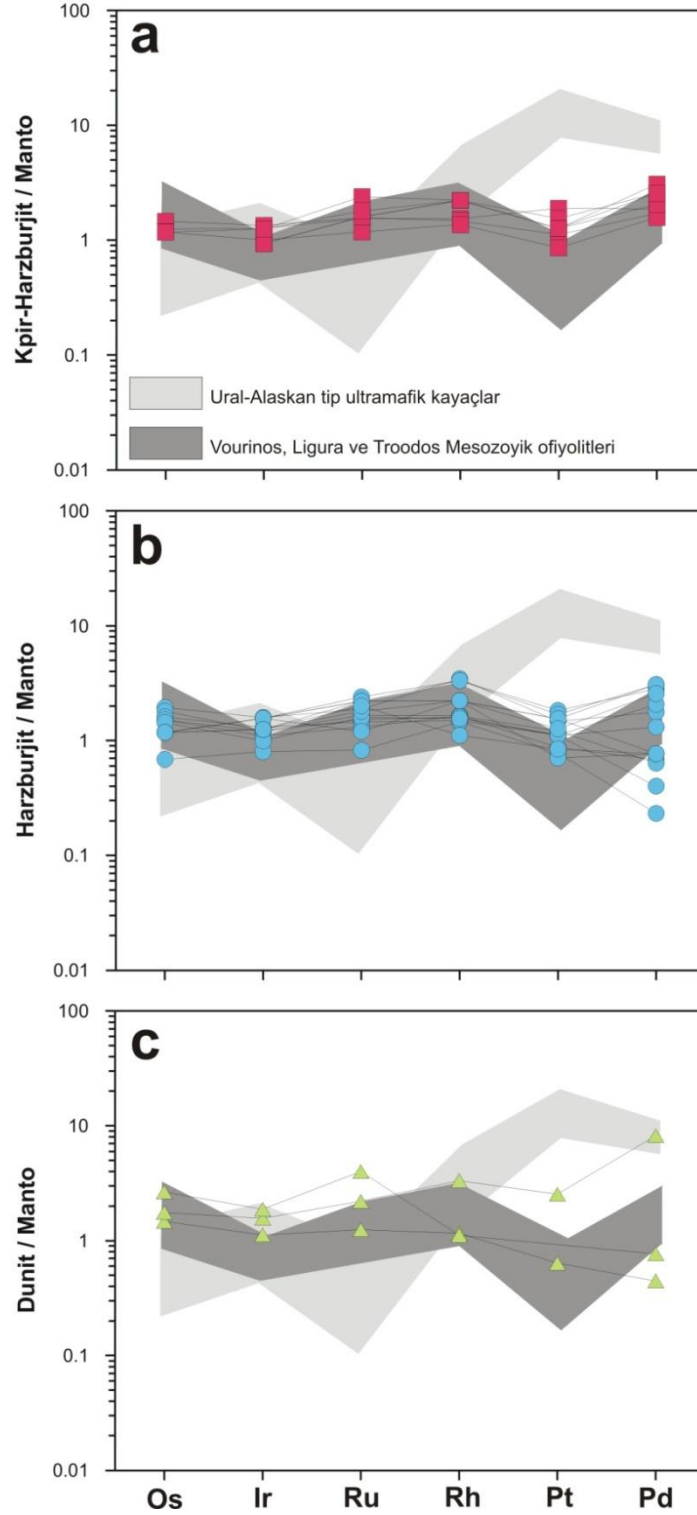 a
100
10
1
0.1
0.01
Kpir-Harzburjit / Manto
Ural-Alaskan tip ultramafik kayaçlar
Vourinos, Ligura ve Troodos Mesozoyik ofiyolitleri
b
100
10
1
0.1
0.01
Harzburjit / Manto
c
100
10
1
0.1
0.01
Dunit / Manto
Os Ir Ru Rh Pt Pd